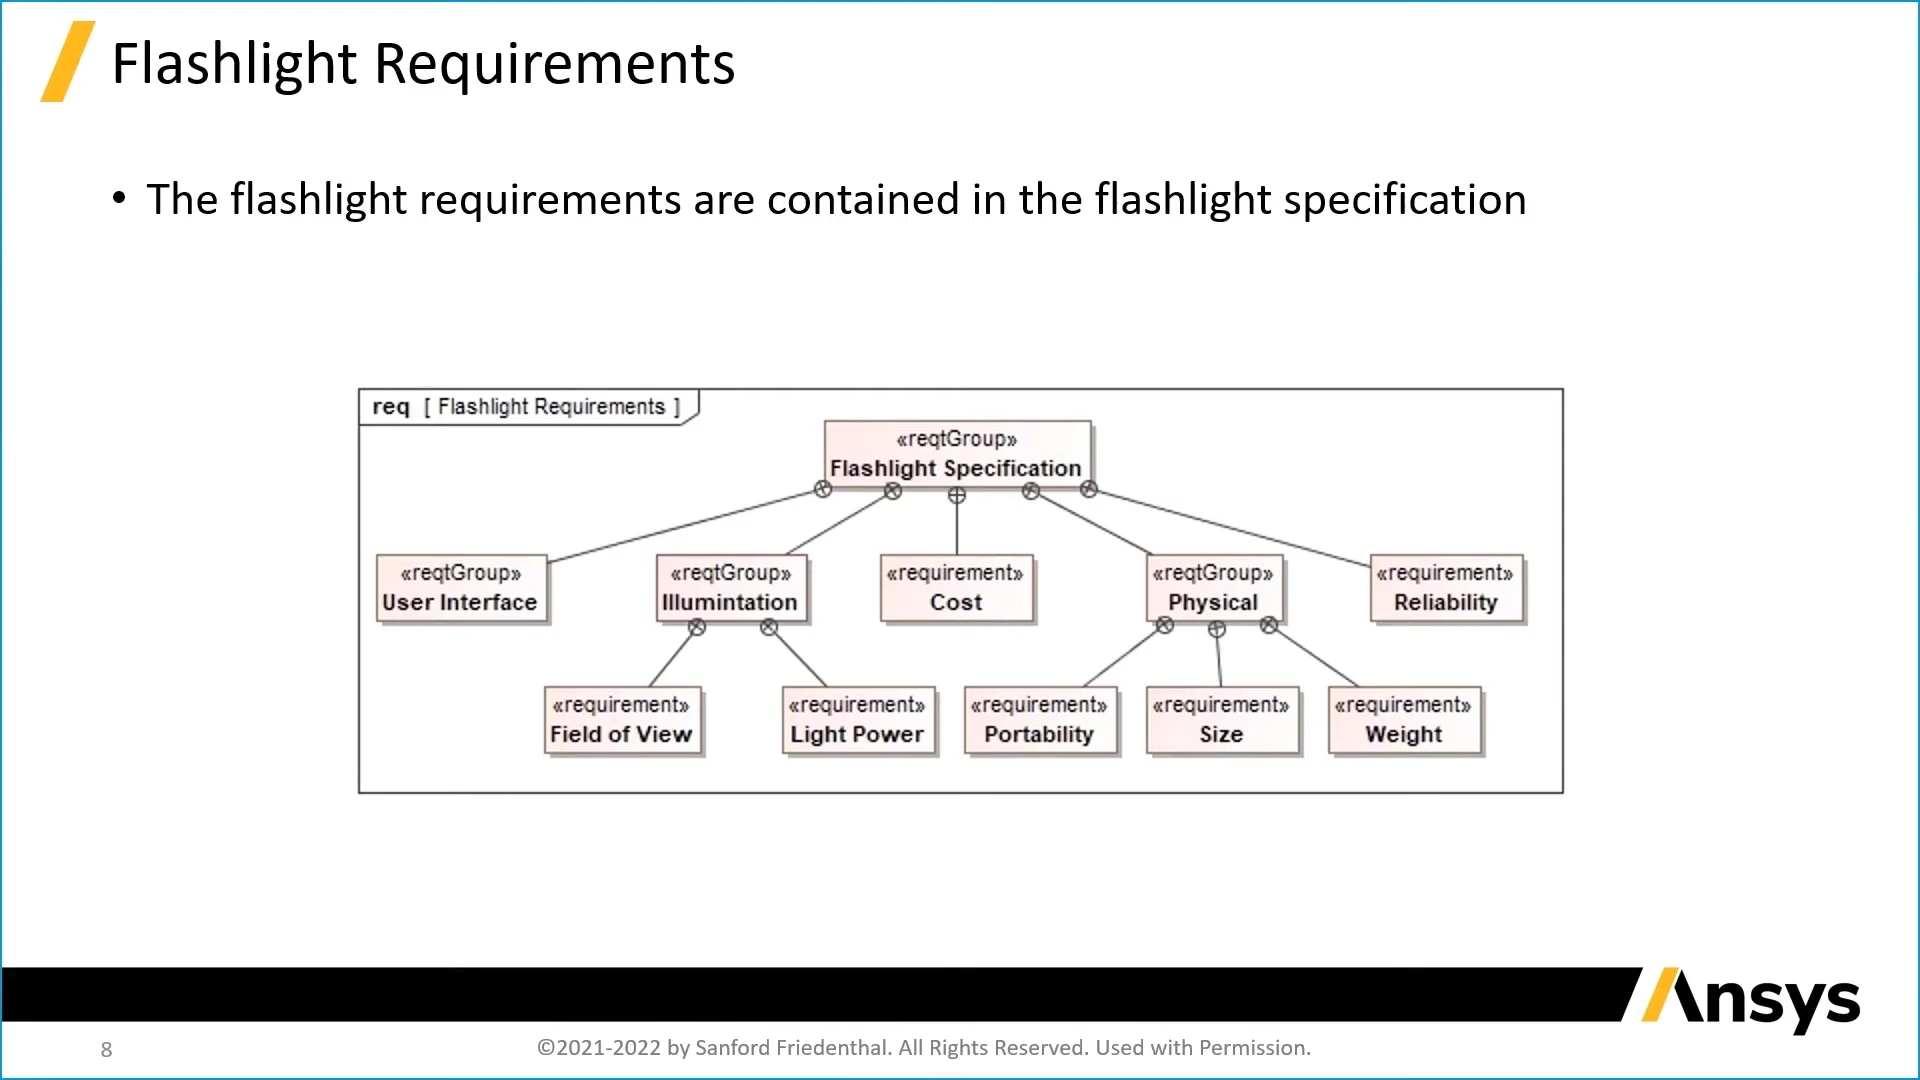 Flashlight Requirements
• The flashlight requirements are contained in the flashlight specification
req [ Flashlight Requirements ]
«reqtGroup»
Flashlight Specification
«reqtGroup»
User Interface
«reqtGroup»
Illumintation
«requirement»
Cost
«reqtGroup»
Physical
«requirement»
Reliability
«requirement»
Field of View
«requirement»
Light Power
«requirement»
Portability
«requirement»
Size
«requirement»
Weight
Ansys
8
©2021-2022 by Sanford Friedenthal. All Rights Reserved. Used with Permission.